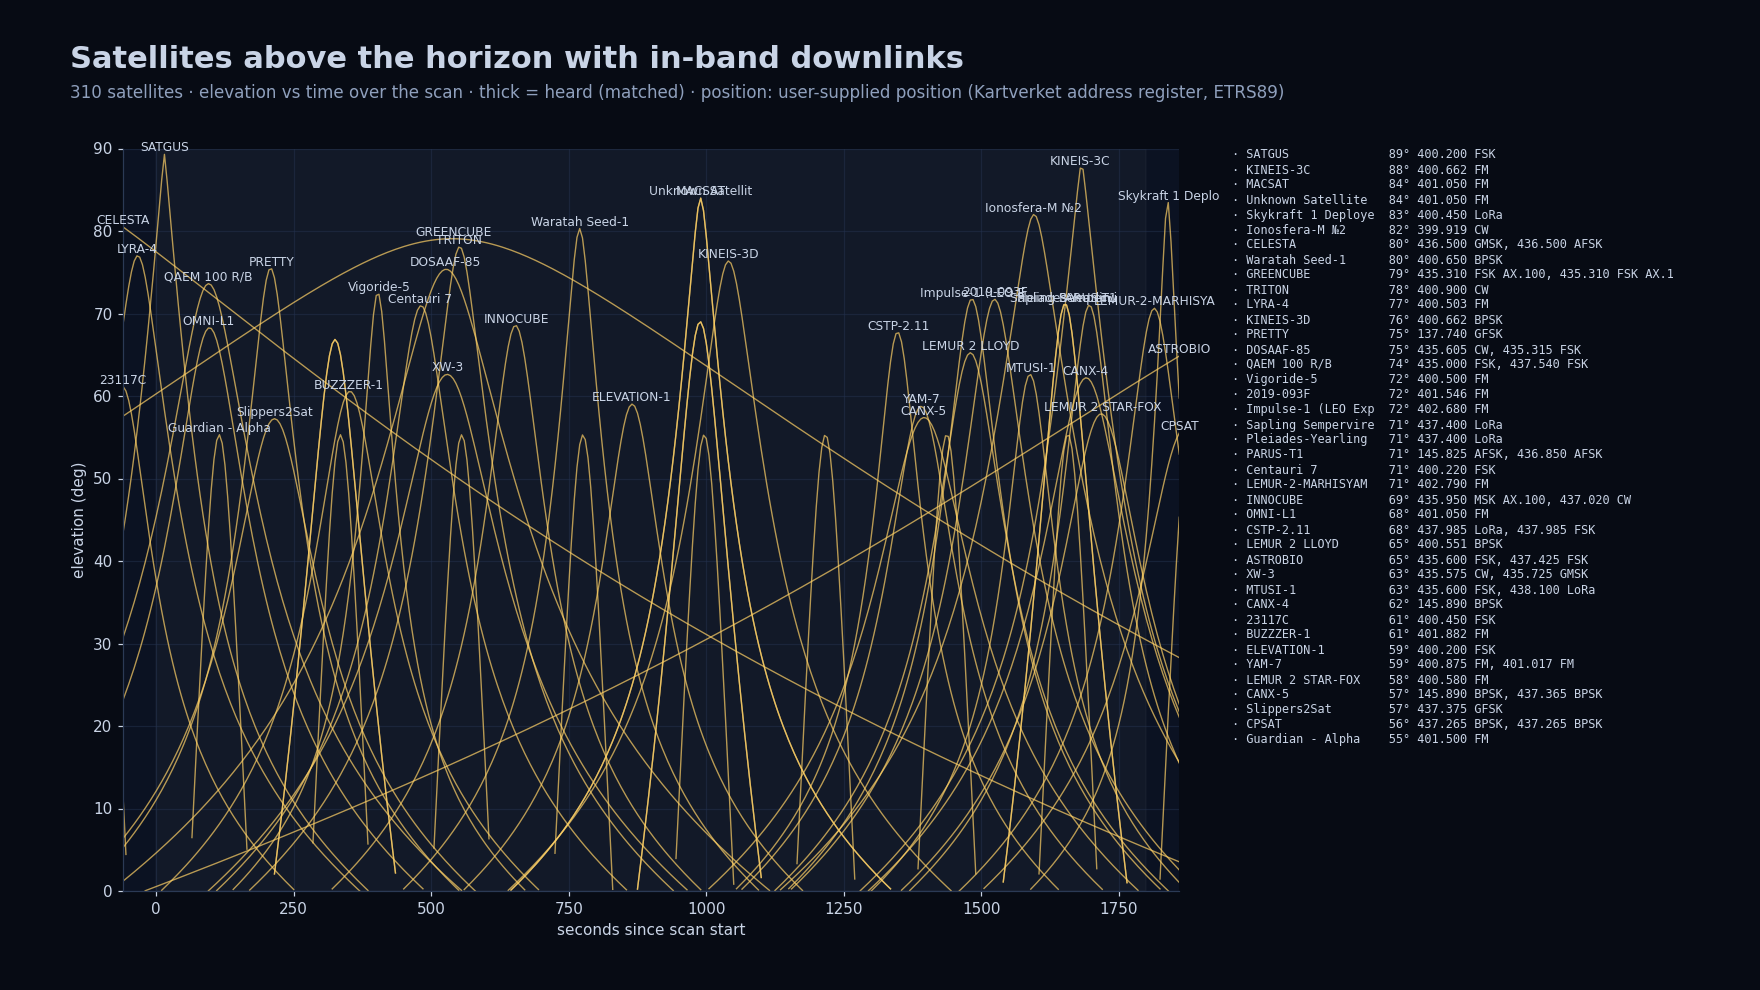 Satellites above the horizon with in-band downlinks
310 satellites · elevation vs time over the scan · thick = heard (matched) · position: user-supplied position (Kartverket address register, ETRS89)
SATGUS
KINEIS-3C
MACSAT
Skykraft 1 Deplo
Ionosfera-M №2
CELESTA
Waratah Seed-1
GREENCUBE
TRITON
LYRA-4
KINEIS-3D
PRETTY
DOSAAF-85
QAEM 100 R/B
Vigoride-5
Centauri 7
2019-093F
LEMUR-2-MARHISYA
OMNI-L1
INNOCUBE
CSTP-2.11
LEMUR 2 LLOYD
ASTROBIO
XW-3
MTUSI-1
CANX-4
23117C
BUZZZER-1
ELEVATION-1
YAM-7
CANX-5
LEMUR 2 STAR-FOX
Slippers2Sat
Guardian - Alpha
CPSAT
90
80
70
60
50
40
30
20
10
0
elevation (deg)
0 250 500 750 1000 1250 1500 1750
seconds since scan start
· SATGUS 89° 400.200 FSK
· KINEIS-3C 88° 400.662 FM
· MACSAT 84° 401.050 FM
· Unknown Satellite 84° 401.050 FM
· Skykraft 1 Deploye 83° 400.450 LoRa
· Ionosfera-M №2 82° 399.919 CW
· CELESTA 80° 436.500 GMSK, 436.500 AFSK
· Waratah Seed-1 80° 400.650 BPSK
· GREENCUBE 79° 435.310 FSK AX.100, 435.310 FSK AX.1
· TRITON 78° 400.900 CW
· LYRA-4 77° 400.503 FM
· KINEIS-3D 76° 400.662 BPSK
· PRETTY 75° 137.740 GFSK
· DOSAAF-85 75° 435.605 CW, 435.315 FSK
· QAEM 100 R/B 74° 435.000 FSK, 437.540 FSK
· Vigoride-5 72° 400.500 FM
· 2019-093F 72° 401.546 FM
· Impulse-1 (LEO Exp 72° 402.680 FM
· Sapling Sempervire 71° 437.400 LoRa
· Pleiades-Yearling 71° 437.400 LoRa
· PARUS-T1 71° 145.825 AFSK, 436.850 AFSK
· Centauri 7 71° 400.220 FSK
· LEMUR-2-MARHISYAM 71° 402.790 FM
· INNOCUBE 69° 435.950 MSK AX.100, 437.020 CW
· OMNI-L1 68° 401.050 FM
· CSTP-2.11 68° 437.985 LoRa, 437.985 FSK
· LEMUR 2 LLOYD 65° 400.551 BPSK
· ASTROBIO 65° 435.600 FSK, 437.425 FSK
· XW-3 63° 435.575 CW, 435.725 GMSK
· MTUSI-1 63° 435.600 FSK, 438.100 LoRa
· CANX-4 62° 145.890 BPSK
· 23117C 61° 400.450 FSK
· BUZZZER-1 61° 401.882 FM
· ELEVATION-1 59° 400.200 FSK
· YAM-7 59° 400.875 FM, 401.017 FM
· LEMUR 2 STAR-FOX 58° 400.580 FM
· CANX-5 57° 145.890 BPSK, 437.365 BPSK
· Slippers2Sat 57° 437.375 GFSK
· CPSAT 56° 437.265 BPSK, 437.265 BPSK
· Guardian - Alpha 55° 401.500 FM